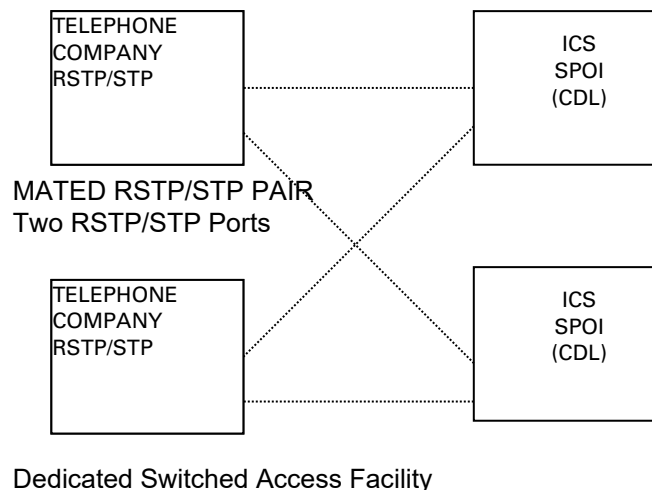 TELEPHONE
COMPANY
RSTP/STP
ICS
SPOI
(CDL)
MATED RSTP/STP PAIR
Two RSTP/STP Ports
TELEPHONE
COMPANY
RSTP/STP
ICS
SPOI
(CDL)
Dedicated Switched Access Facility